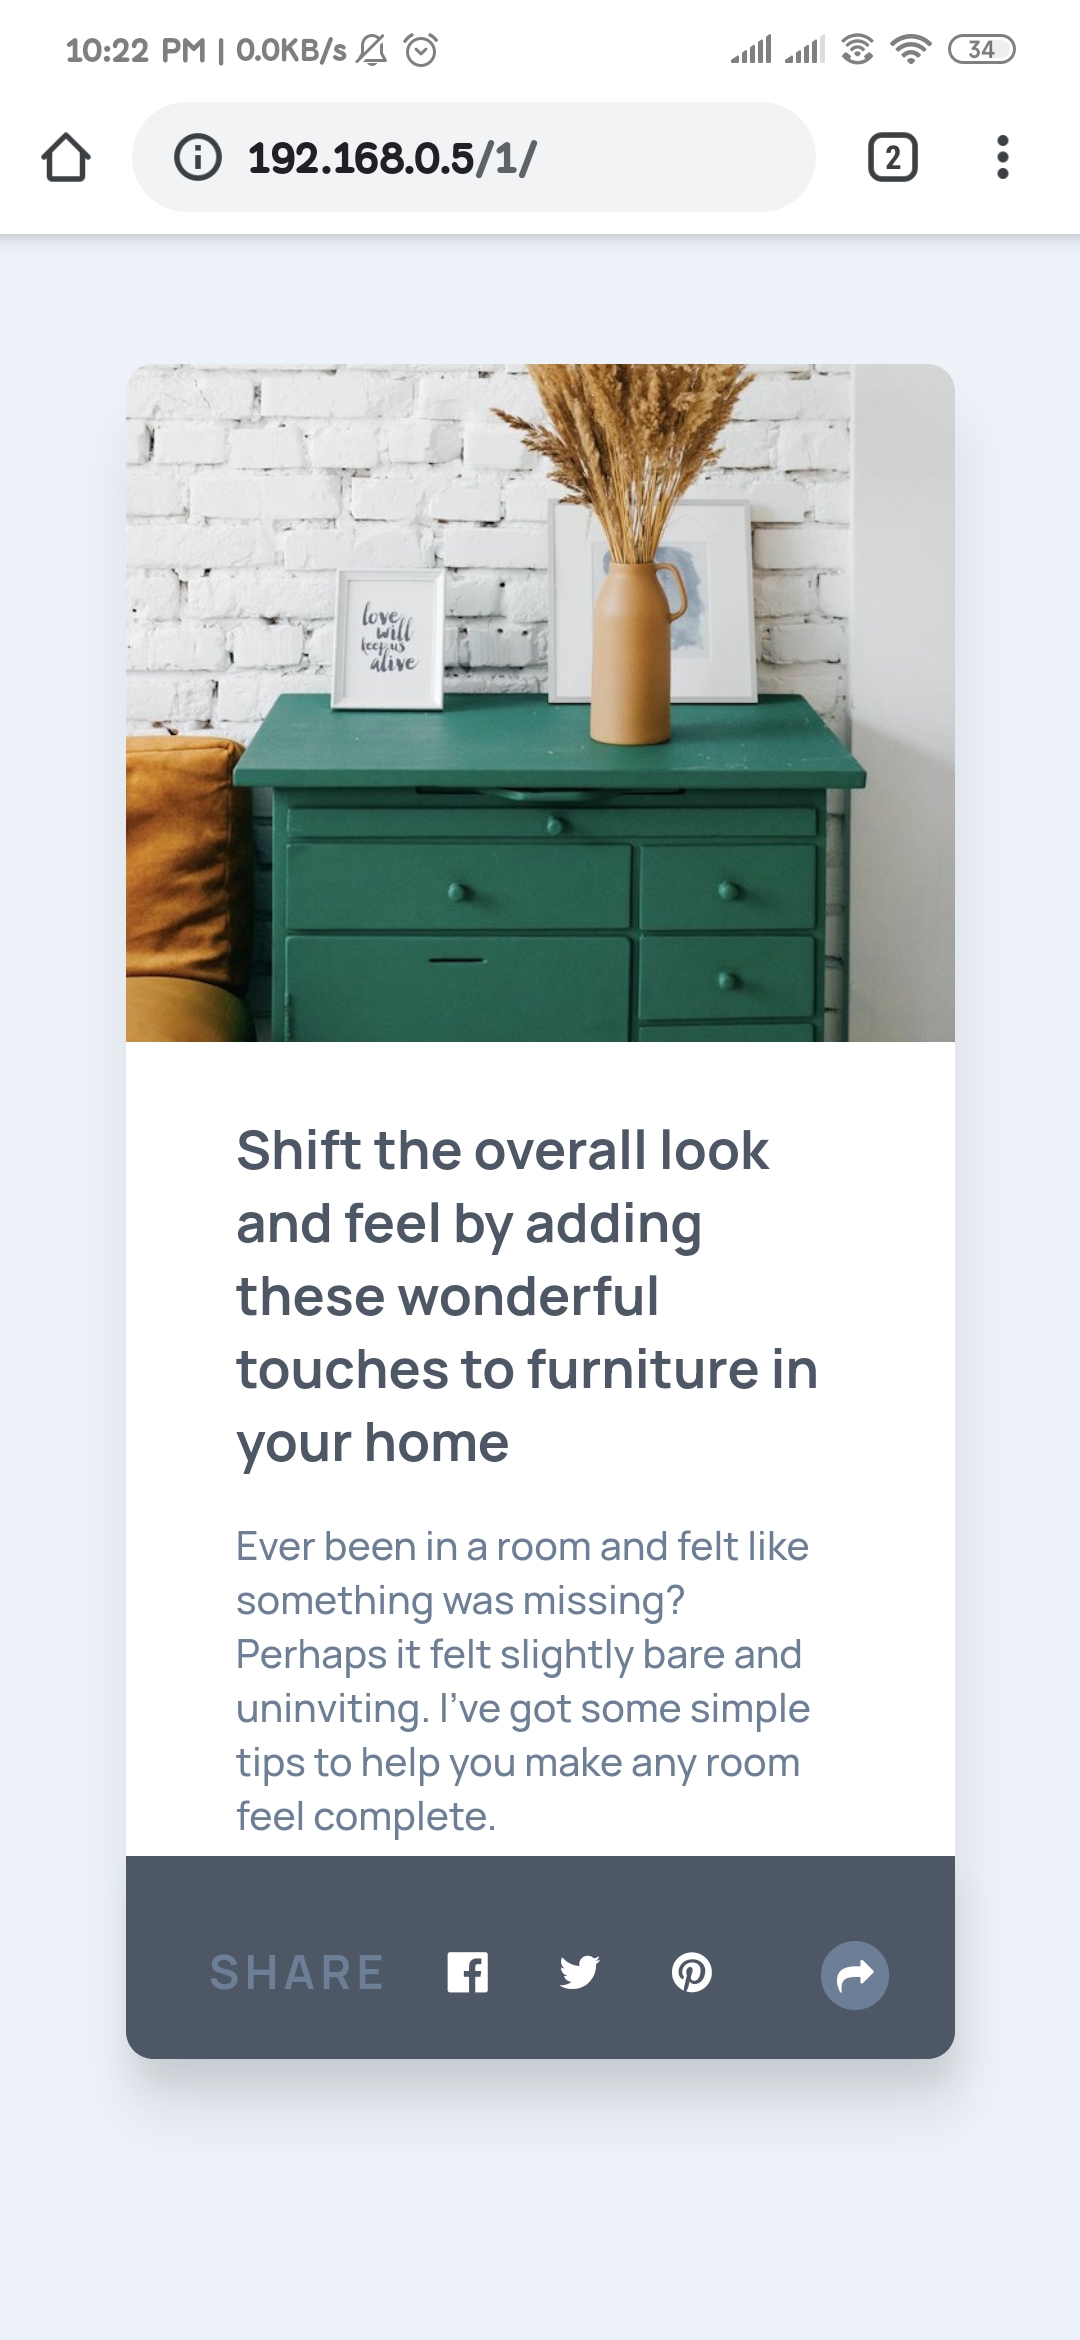 10:22 PM | 0.0KB/s
34
192.168.0.5/1/
2
love
will
keep us
alive
Shift the overall look
and feel by adding
these wonderful
touches to furniture in
your home
Ever been in a room and felt like
something was missing?
Perhaps it felt slightly bare and
uninviting. I’ve got some simple
tips to help you make any room
feel complete.
SHARE